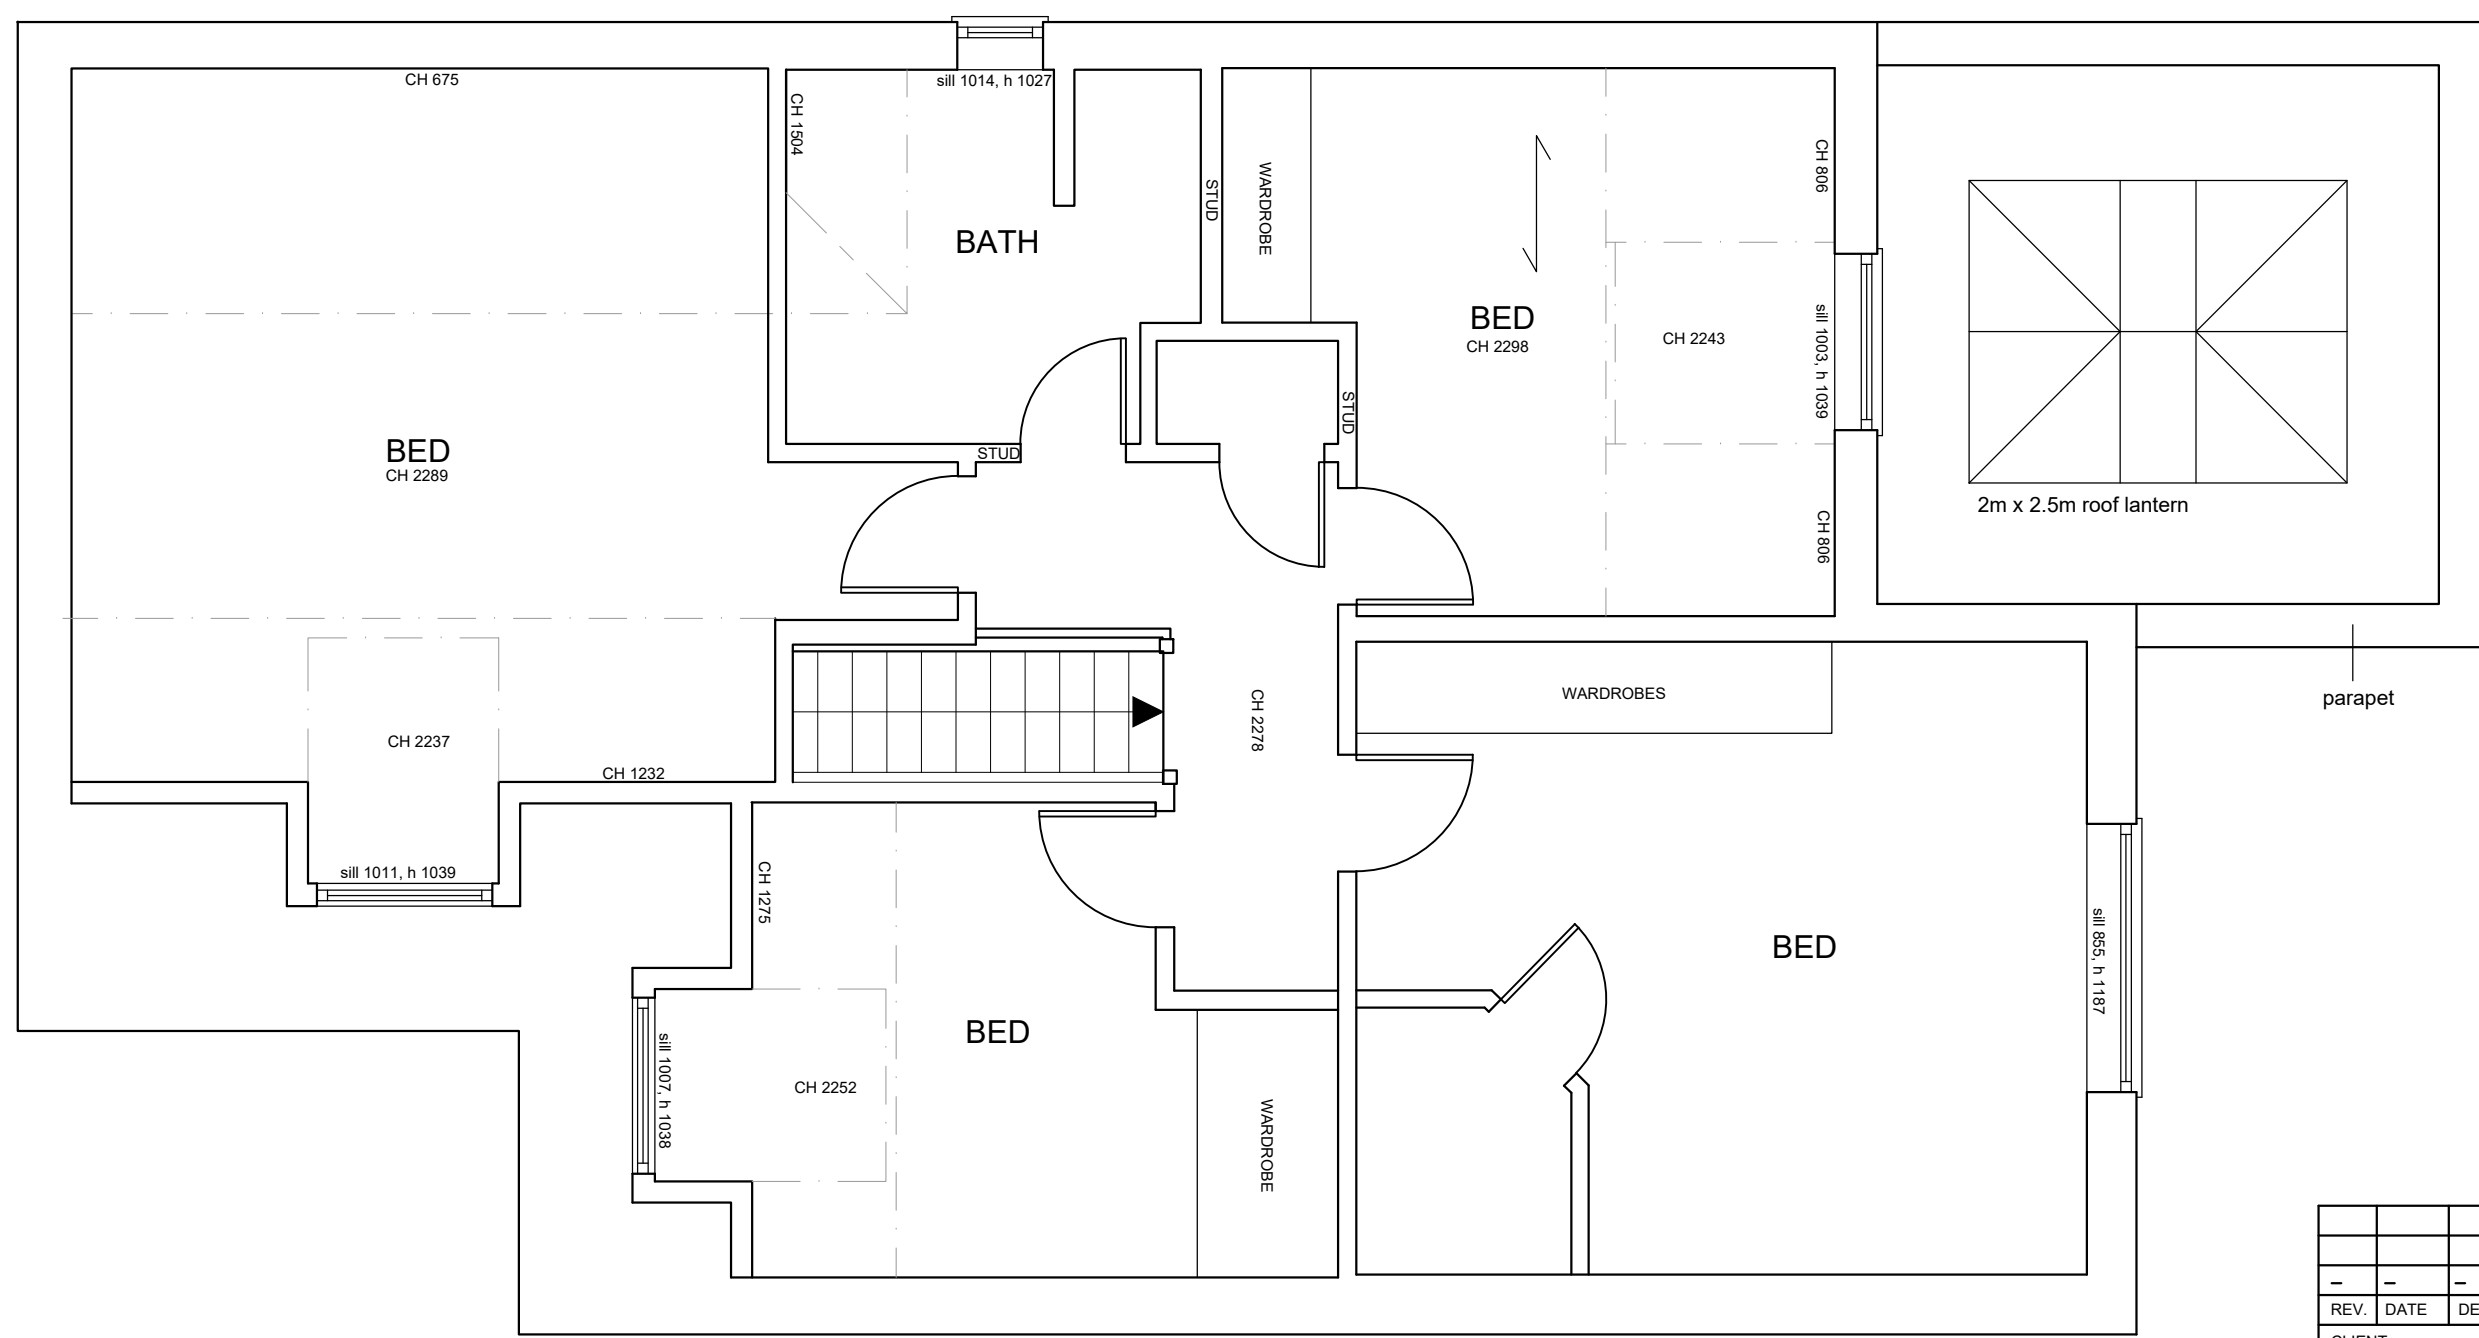 CH 675
sill 1014, h 1027
CH 1504
STUD
WARDROBE
CH 806
BATH
BED
CH 2298
CH 2243
sill 1003, h 1039
2m x 2.5m roof lantern
BED
CH 2289
STUD
STUD
CH 806
parapet
CH 2278
WARDROBES
CH 2237
CH 1232
sill 1011, h 1039
CH 1275
BED
sill 855, h 1187
BED
sill 1007, h 1038
CH 2252
WARDROBE
– – –
REV. DATE DE